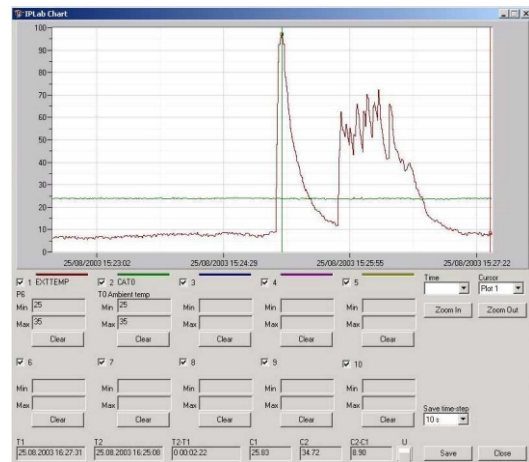 IPLab Chart
100
90
80
70
60
50
40
30
20
10
0
25/08/2003 15:23:02 25/08/2003 15:24:29 25/08/2003 15:25:55 25/08/2003 15:27:22
1 EXTTEMP 2 CAT0 3 4 5 Time Cursor
P6 T0 Ambient temp Plot 1
Min 25 Min 25 Min Min Min Zoom In Zoom Out
Max 35 Max 35 Max Max Max
Clear Clear Clear Clear Clear
6 7 8 9 10
Min Min Min Min Min
Max Max Max Max Max Save time-step
Clear Clear Clear Clear Clear 10 s
T1 T2 T2-T1 C1 C2 C2-C1 U
25.08.2003 16:27:31 25.08.2003 16:25:08 0 00:02:22 25.83 34.72 8.90 Save Close